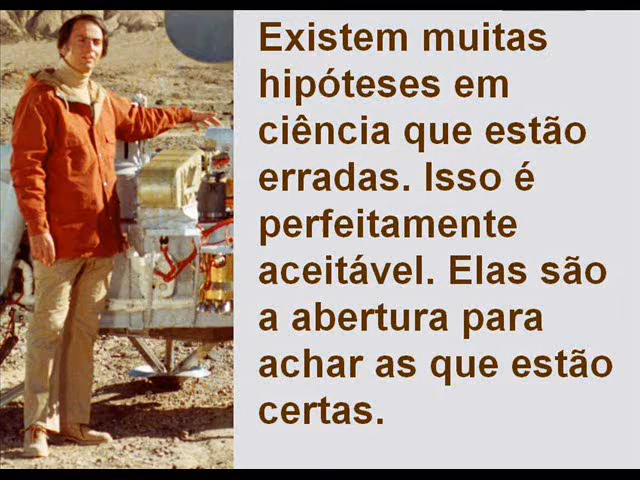 Existem muitas
hipóteses em
ciência que estão
erradas. Isso é
perfeitamente
aceitável. Elas são
a abertura para
achar as que estão
certas.